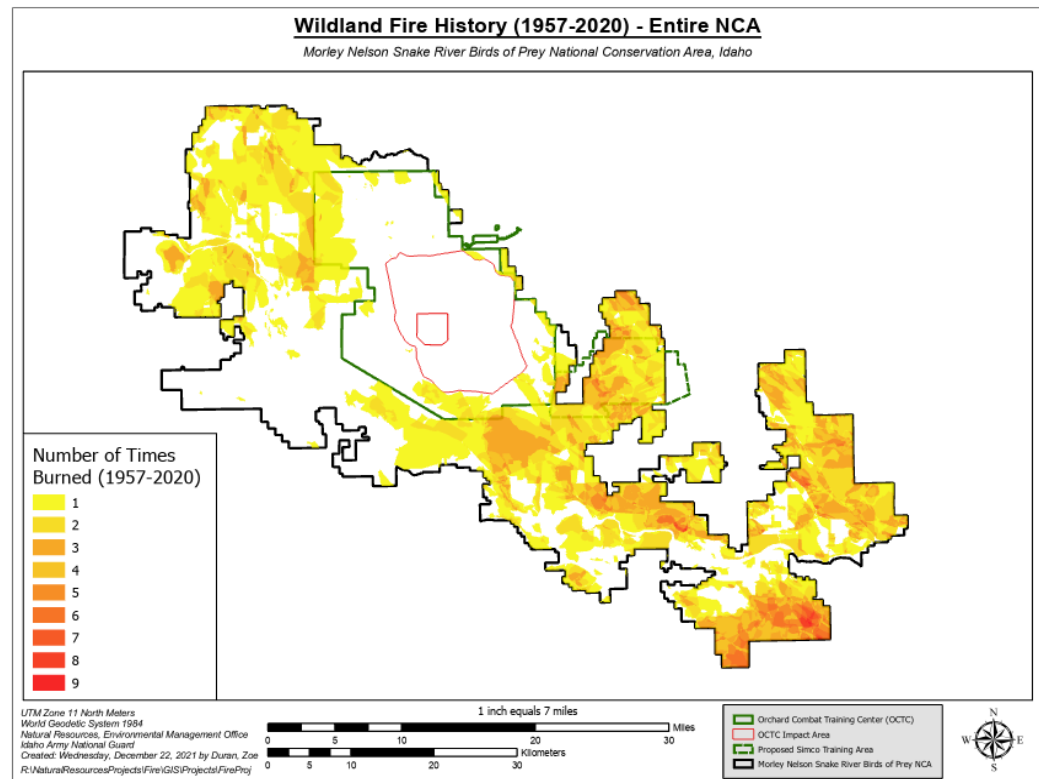 Wildland Fire History (1957-2020) - Entire NCA
Morley Nelson Snake River Birds of Prey National Conservation Area, Idaho
Number of Times
Burned (1957-2020)
1
2
3
4
5
6
7
8
9
UTM Zone 11 North Meters
World Geodetic System 1984
Natural Resources, Environmental Management Office
Idaho Army National Guard
Created: Wednesday, December 22, 2021 by Duran, Zoe
R:\NaturalResourcesProjects\Fire\GIS\Projects\FireProj
1 inch equals 7 miles
Miles
0 5 10 20 30
Kilometers
0 5 10 20 30
Orchard Combat Training Center (OCTC)
OCTC Impact Area
Proposed Simco Training Area
Morley Nelson Snake River Birds of Prey NCA
N
W E
S